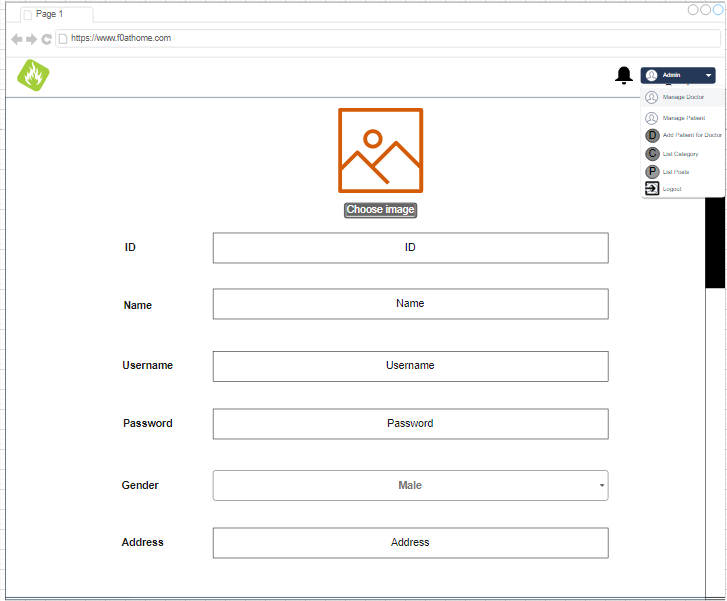 Page 1
https://www.f0athome.com
Admin
Manage Doctor
Manage Patient
D Add Patient for Doctor
C List Category
P List Posts
Logout
Choose image
ID ID
Name Name
Username Username
Password Password
Gender Male
Address Address